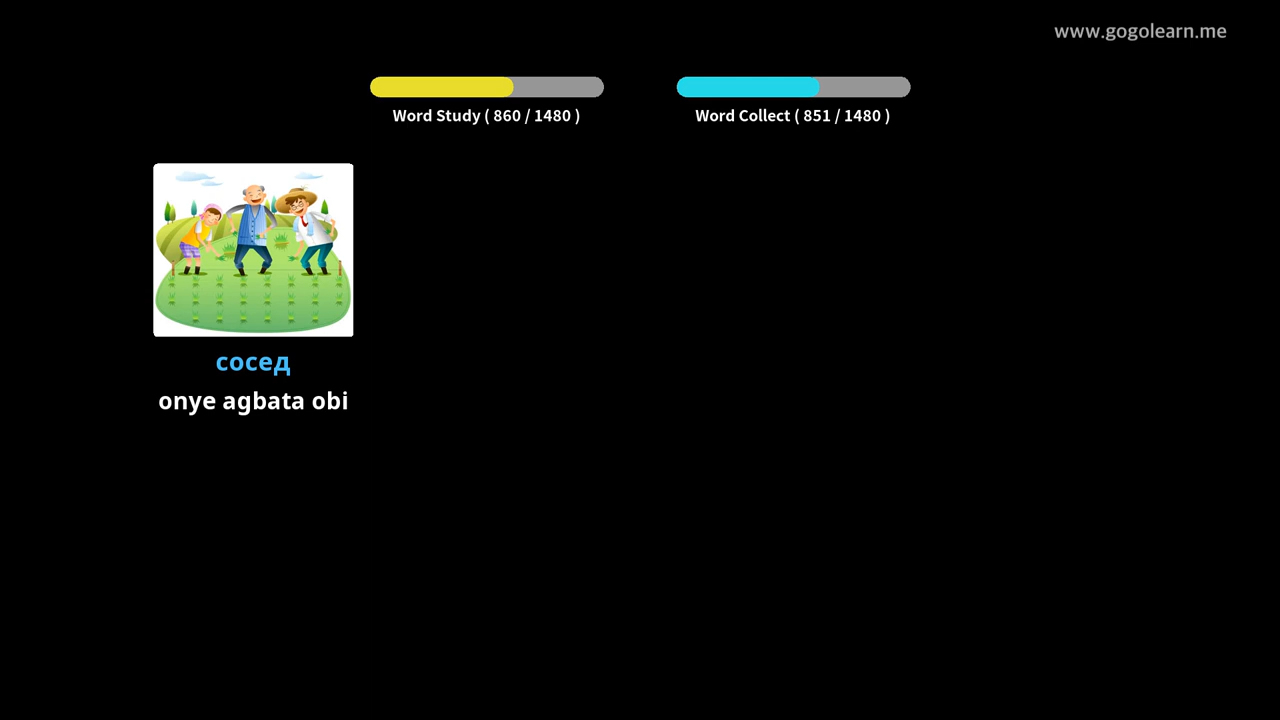 www.gogolearn.me
Word Study ( 860 / 1480 )
Word Collect ( 851 / 1480 )
сосед
onye agbata obi